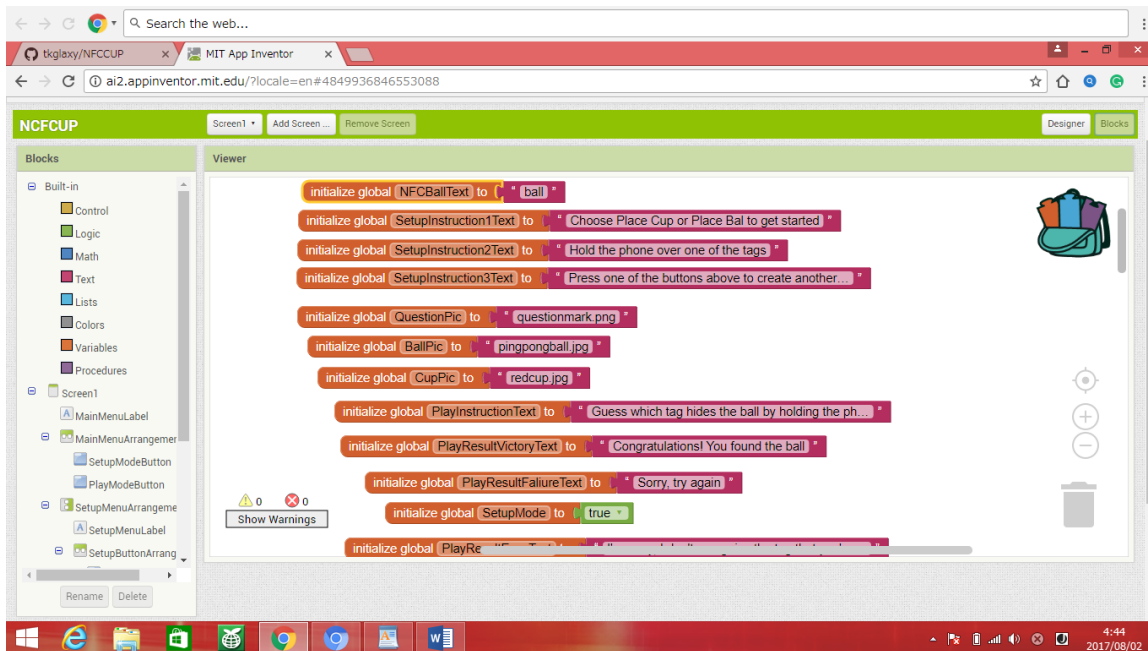 Search the web...
tkglaxy/NFCCUP × MIT App Inventor ×
ai2.appinventor.mit.edu/?locale=en#4849936846553088
NCFCUP Screen1 Add Screen ... Remove Screen Designer Blocks
Blocks Viewer
Built-in
Control
Logic
Math
Text
Lists
Colors
Variables
Procedures
Screen1
MainMenuLabel
MainMenuArrangemer
SetupModeButton
PlayModeButton
SetupMenuArrangeme
SetupMenuLabel
SetupButtonArrang
Rename Delete
initialize global NFCBallText to " ball "
initialize global SetupInstruction1Text to " Choose Place Cup or Place Bal to get started "
initialize global SetupInstruction2Text to " Hold the phone over one of the tags "
initialize global SetupInstruction3Text to " Press one of the buttons above to create another... "
initialize global QuestionPic to " questionmark.png "
initialize global BallPic to " pingpongball.jpg "
initialize global CupPic to " redcup.jpg "
initialize global PlayInstructionText to " Guess which tag hides the ball by holding the ph... "
initialize global PlayResultVictoryText to " Congratulations! You found the ball "
initialize global PlayResultFaliureText to " Sorry, try again "
initialize global SetupMode to true
initialize global
0 0
Show Warnings
4:44
2017/08/02